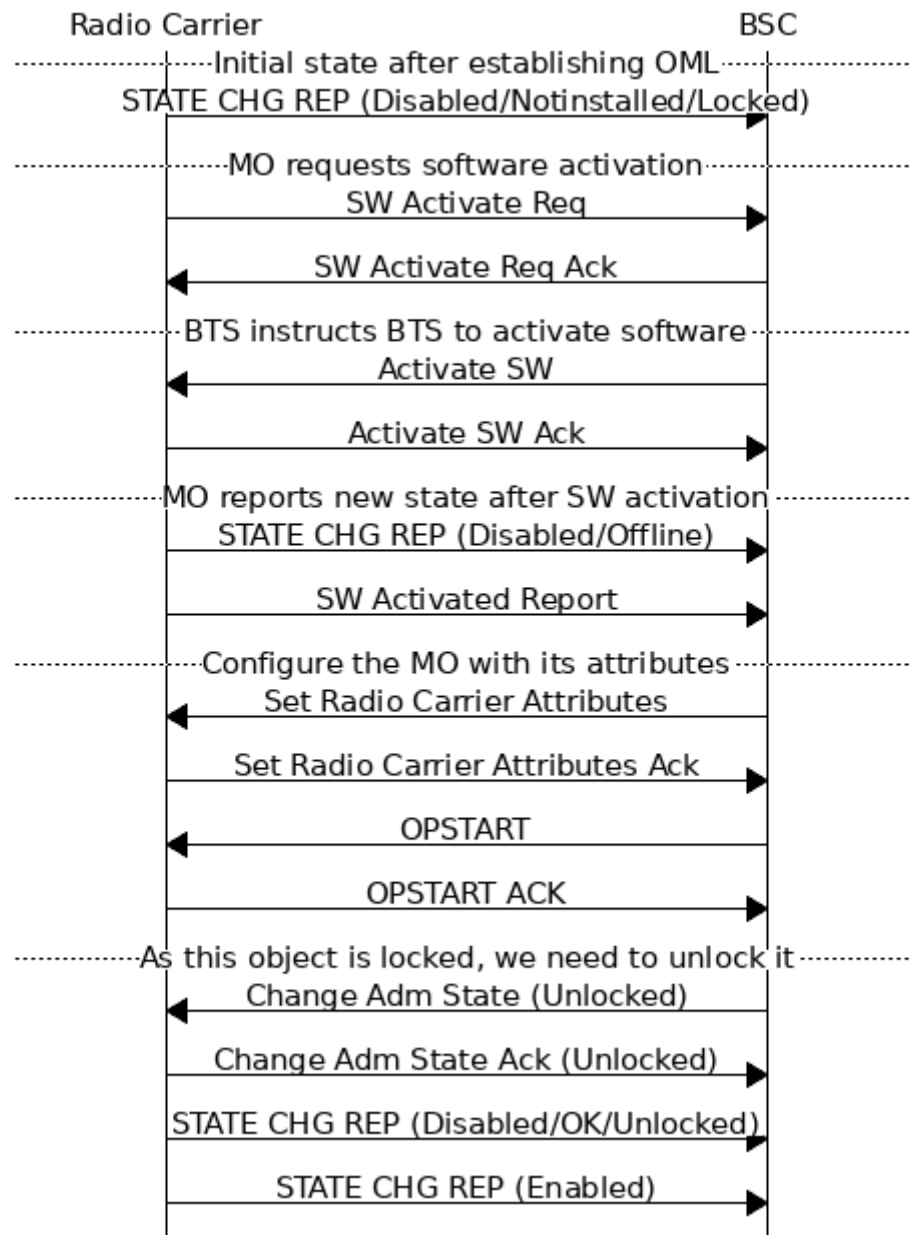 Radio Carrier BSC
Initial state after establishing OML
STATE CHG REP (Disabled/Notinstalled/Locked)
MO requests software activation
SW Activate Req
SW Activate Req Ack
BTS instructs BTS to activate software
Activate SW
Activate SW Ack
MO reports new state after SW activation
STATE CHG REP (Disabled/Offline)
SW Activated Report
Configure the MO with its attributes
Set Radio Carrier Attributes
Set Radio Carrier Attributes Ack
OPSTART
OPSTART ACK
As this object is locked, we need to unlock it
Change Adm State (Unlocked)
Change Adm State Ack (Unlocked)
STATE CHG REP (Disabled/OK/Unlocked)
STATE CHG REP (Enabled)